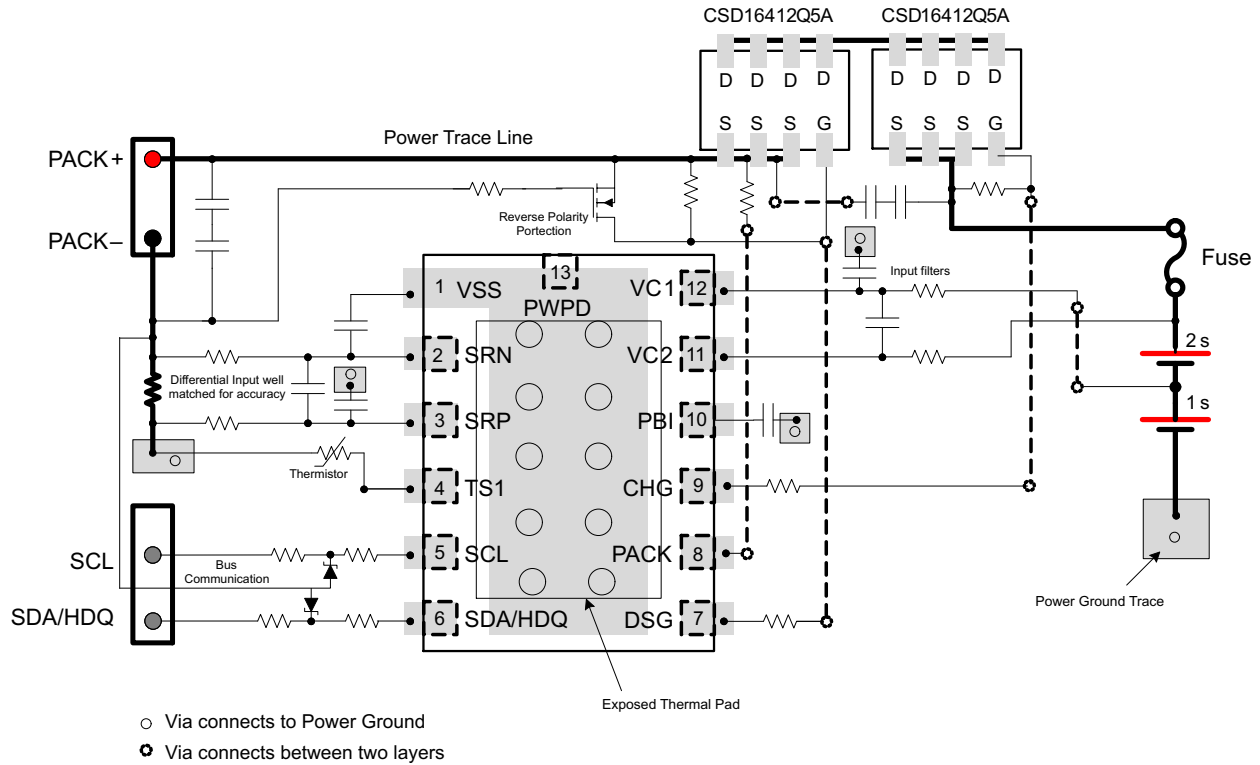 CSD16412Q5A CSD16412Q5A
D D D D D D D D
S S S G S S S G
Power Trace Line
PACK+
PACK–
Reverse Polarity
Portection
Fuse
13
PWPD
Input filters
1 VSS VC1 12
2 SRN VC2 11
3 SRP PBI 10
4 TS1 CHG 9
5 SCL PACK 8
6 SDA/HDQ DSG 7
Differential Input well
matched for accuracy
Thermistor
2 s
1 s
SCL
Bus
Communication
SDA/HDQ
Power Ground Trace
Exposed Thermal Pad
Via connects to Power Ground
Via connects between two layers